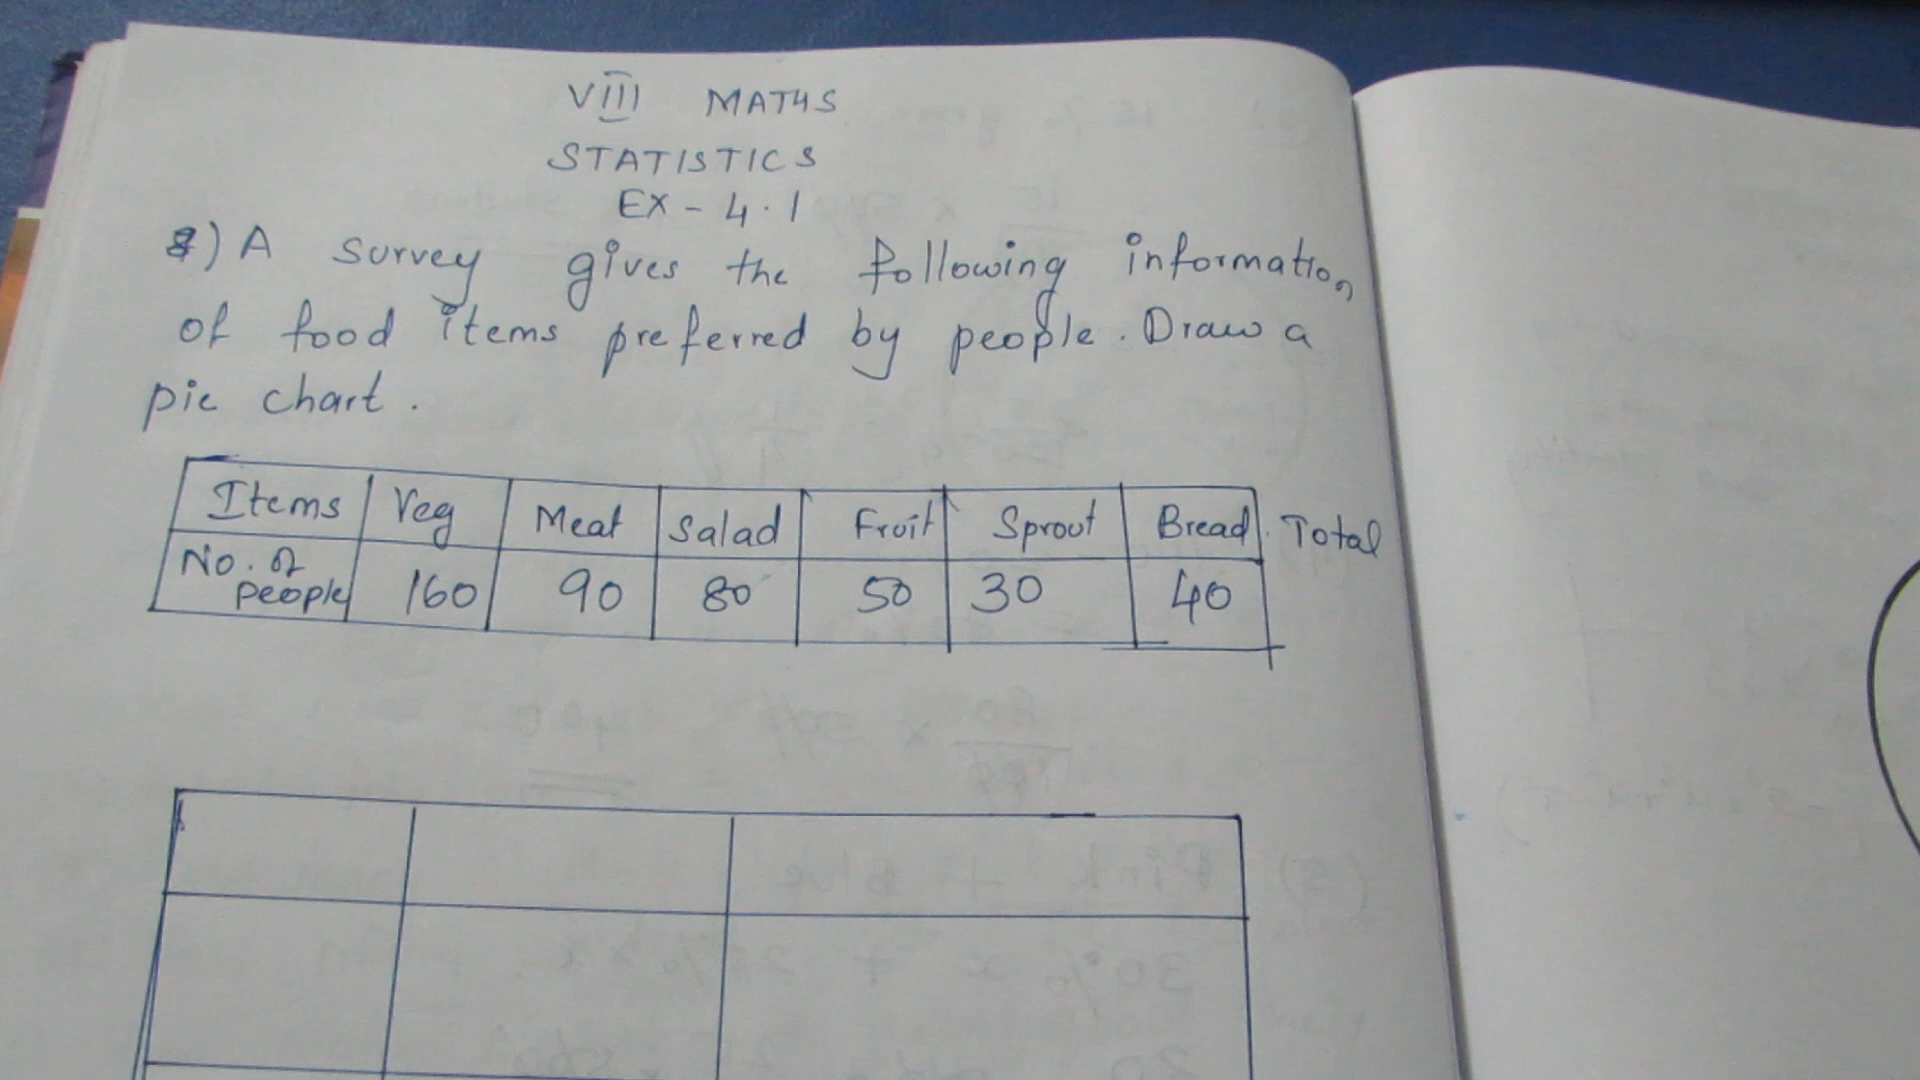 VIII MATHS
STATISTICS
EX - 4.1
8) A survey gives the following information
of food items preferred by people. Draw a
pie chart.
Items Veg Meat Salad Fruit Sprout Bread Total
No. of people 160 90 80 50 30 40